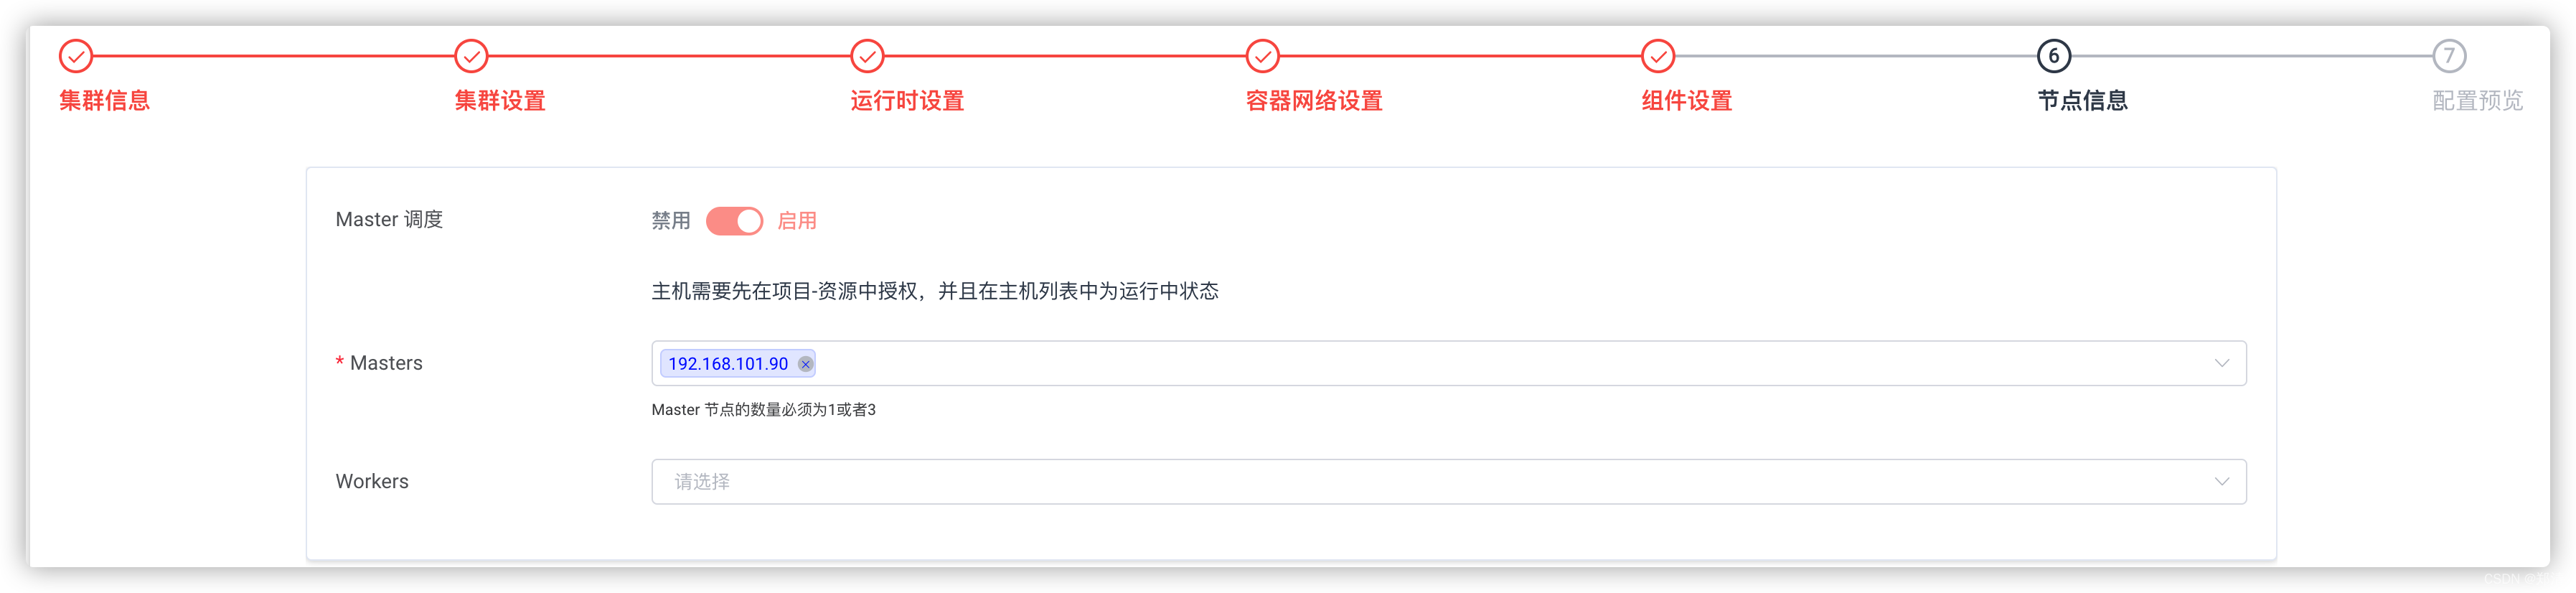 集群信息
集群设置
运行时设置
容器网络设置
组件设置
6
节点信息
7
配置预览
Master 调度
禁用
启用
主机需要先在项目-资源中授权，并且在主机列表中为运行中状态
* Masters
192.168.101.90
Master 节点的数量必须为1或者3
Workers
请选择